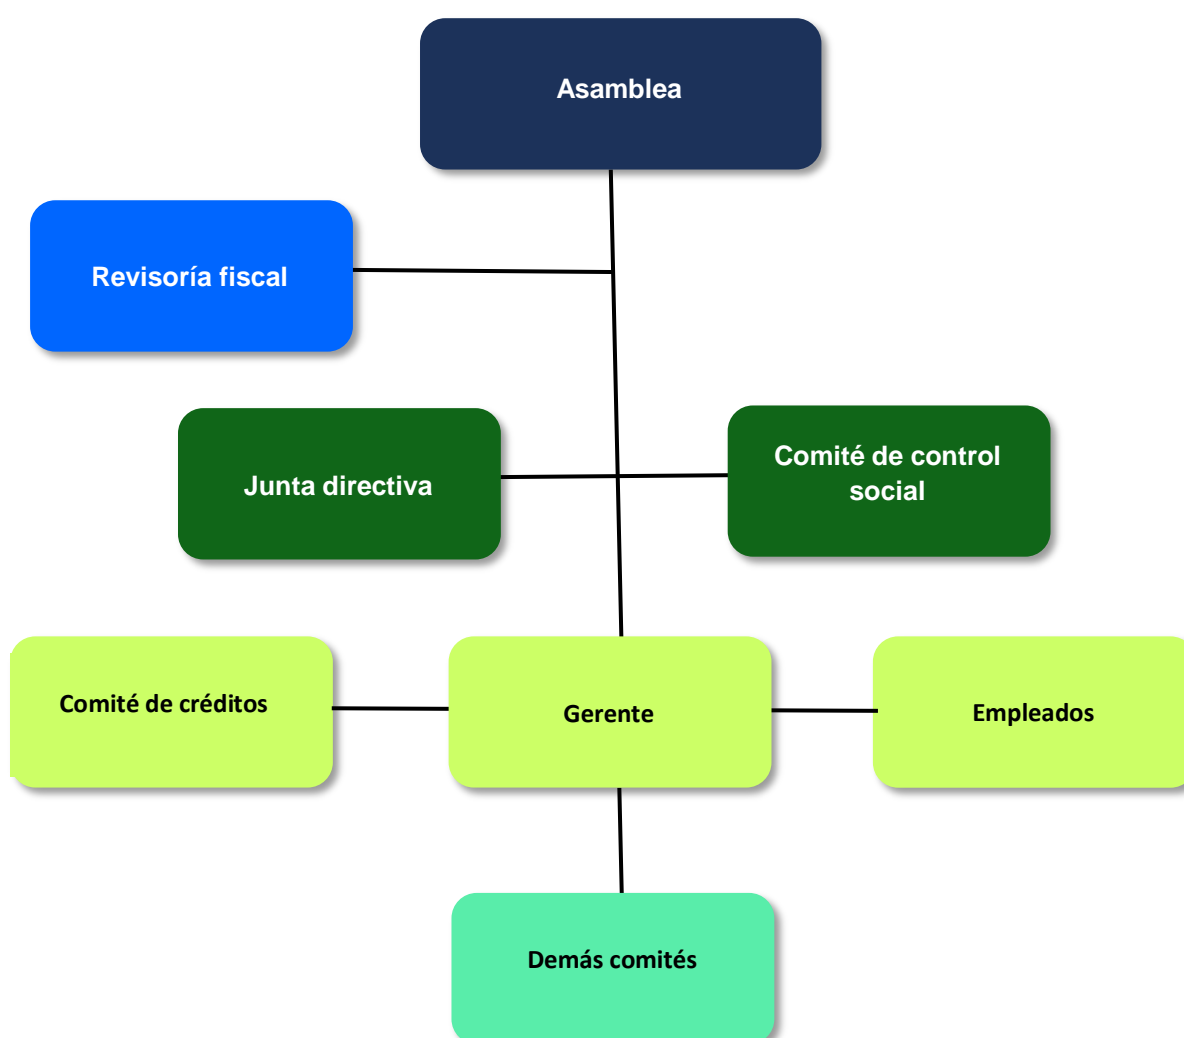 Asamblea
Revisoría fiscal
Junta directiva
Comité de control
social
Comité de créditos
Gerente
Empleados
Demás comités